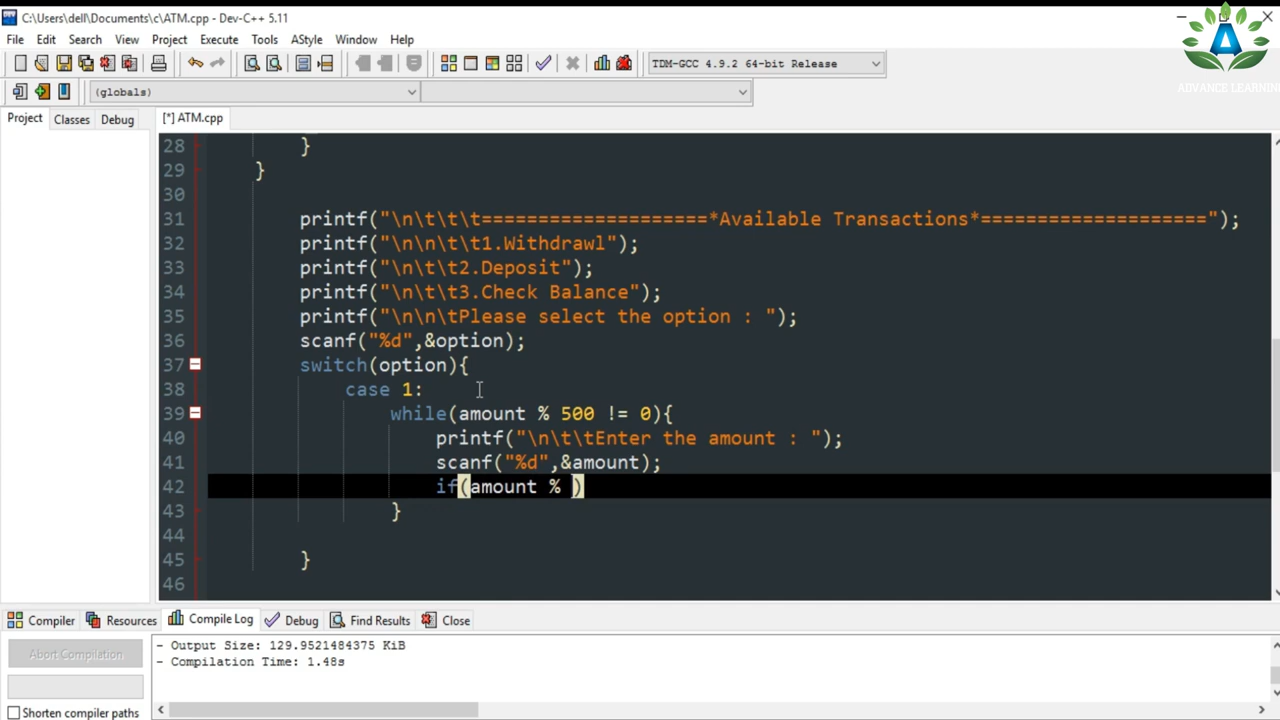 C:\Users\dell\Documents\c\ATM.cpp - Dev-C++ 5.11
File Edit Search View Project Execute Tools AStyle Window Help
TDM-GCC 4.9.2 64-bit Release
ADVANCE LEARNING
(globals)
Project Classes Debug [*] ATM.cpp
28 }
29 }
30
31 printf("\n\t\t\t====================*Available Transactions*====================");
32 printf("\n\n\t\t1.Withdrawl");
33 printf("\n\t\t2.Deposit");
34 printf("\n\t\t3.Check Balance");
35 printf("\n\n\tPlease select the option : ");
36 scanf("%d",&option);
37 switch(option){
38 case 1:
39 while(amount % 500 != 0){
40 printf("\n\t\tEnter the amount : ");
41 scanf("%d",&amount);
42 if(amount % )
43 }
44
45 }
46
Compiler Resources Compile Log Debug Find Results Close
Abort Compilation
- Output Size: 129.9521484375 KiB
- Compilation Time: 1.48s
Shorten compiler paths